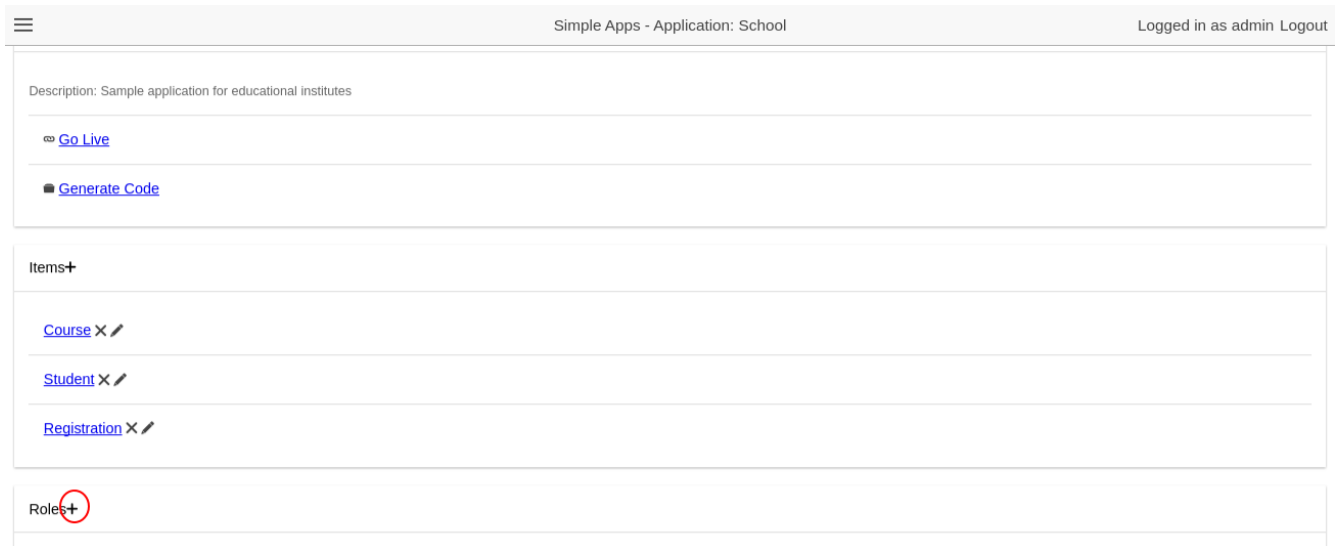 Simple Apps - Application: School
Logged in as admin Logout
Description: Sample application for educational institutes
Go Live
Generate Code
Items
Course
Student
Registration
Roles